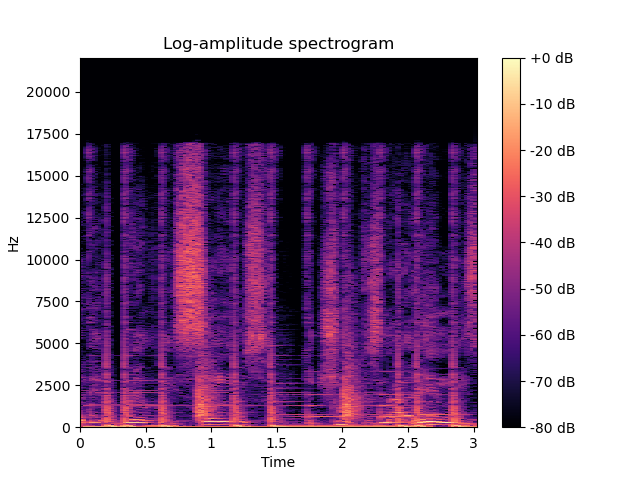 Log-amplitude spectrogram
Hz
20000
17500
15000
12500
10000
7500
5000
2500
0
0
0.5
1
1.5
2
2.5
3
Time
+0 dB
-10 dB
-20 dB
-30 dB
-40 dB
-50 dB
-60 dB
-70 dB
-80 dB